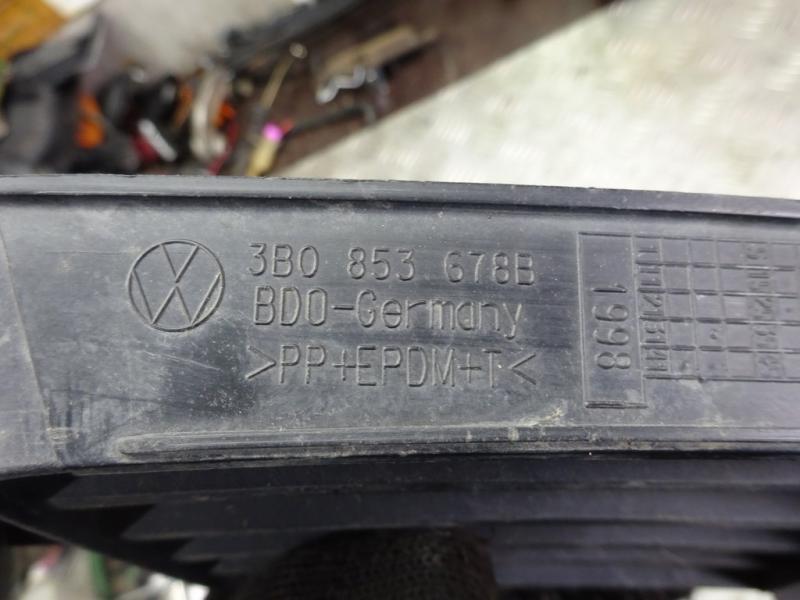 3B0 853 678B
BDO-Germany
>PP+EPDM+T<
1998